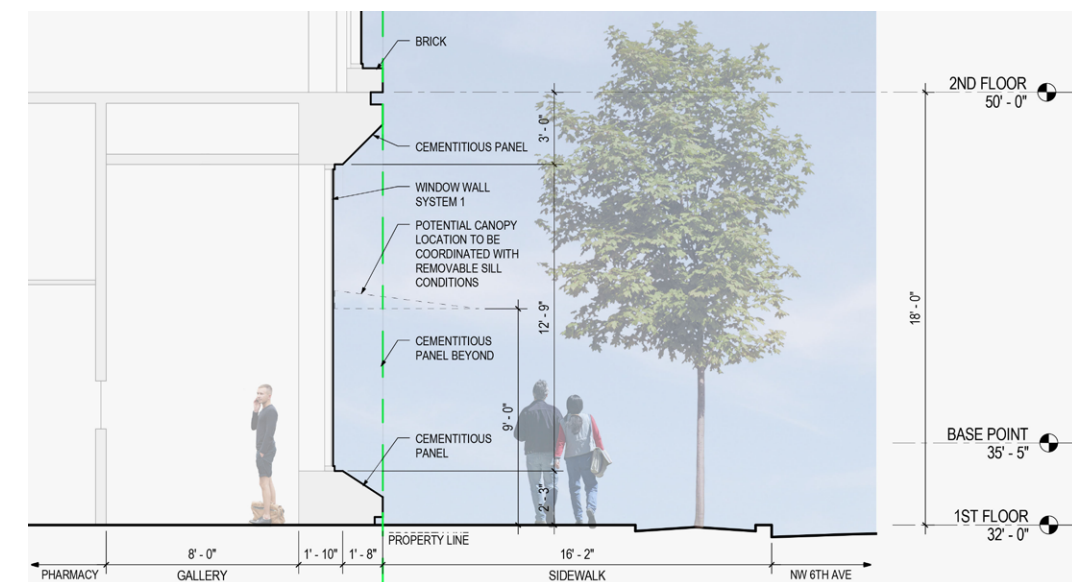 BRICK
2ND FLOOR
50' - 0"
3' - 0"
CEMENTITIOUS PANEL
WINDOW WALL
SYSTEM 1
POTENTIAL CANOPY
LOCATION TO BE
COORDINATED WITH
REMOVABLE SILL
CONDITIONS
18' - 0"
12' - 9"
CEMENTITIOUS
PANEL BEYOND
9' - 0"
BASE POINT
35' - 5"
CEMENTITIOUS
PANEL
2' - 3"
1ST FLOOR
32' - 0"
PROPERTY LINE
8' - 0"
1' - 10"
1' - 8"
16' - 2"
PHARMACY
GALLERY
SIDEWALK
NW 6TH AVE